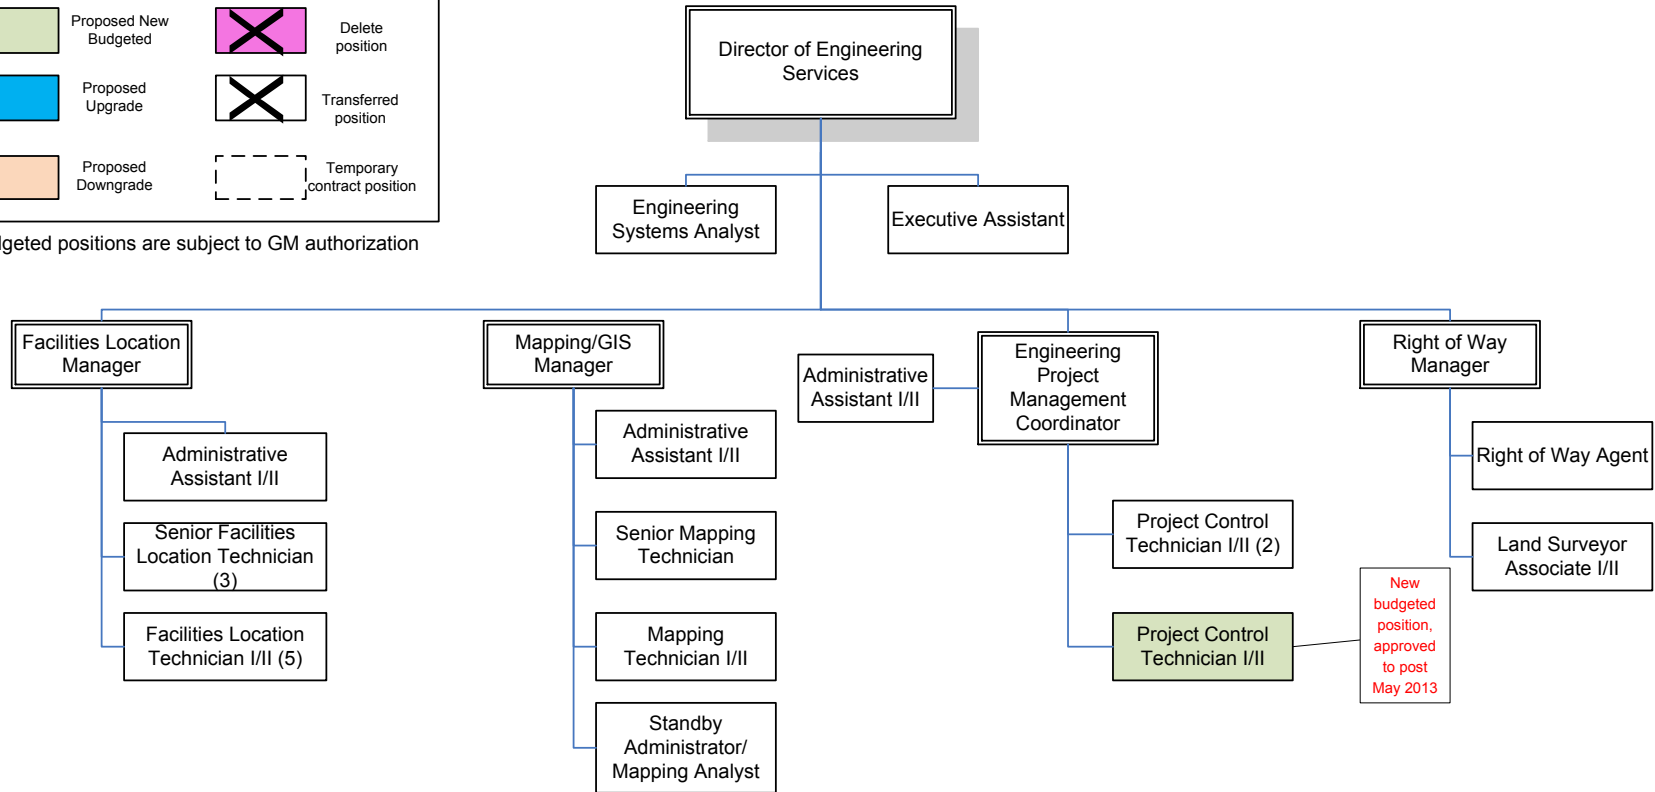 Proposed New
Budgeted
Delete
position
Proposed
Upgrade
Transferred
position
Proposed
Downgrade
Temporary
contract position
dgeted positions are subject to GM authorization
Director of Engineering
Services
Engineering
Systems Analyst
Executive Assistant
Facilities Location
Manager
Administrative
Assistant I/II
Senior Facilities
Location Technician
(3)
Facilities Location
Technician I/II (5)
Mapping/GIS
Manager
Administrative
Assistant I/II
Senior Mapping
Technician
Mapping
Technician I/II
Standby
Administrator/
Mapping Analyst
Administrative
Assistant I/II
Engineering
Project
Management
Coordinator
Project Control
Technician I/II (2)
Project Control
Technician I/II
New
budgeted
position,
approved
to post
May 2013
Right of Way
Manager
Right of Way Agent
Land Surveyor
Associate I/II